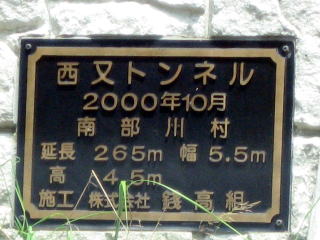 西又トンネル
2000年10月
南部川村
延長 265m 幅 5.5m
高 4.5m
施工 株式会社 銭高組